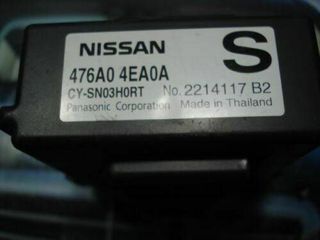 NISSAN
S
476A0 4EA0A
CY-SN03H0RT No. 2214117 B2
Panasonic Corporation Made in Thailand